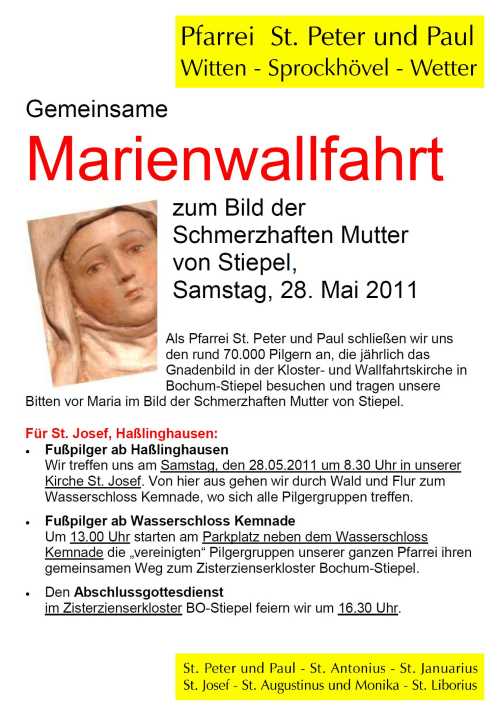 Pfarrei St. Peter und Paul
Witten - Sprockhövel - Wetter
Gemeinsame
Marienwallfahrt
zum Bild der
Schmerzhaften Mutter
von Stiepel,
Samstag, 28. Mai 2011
Als Pfarrei St. Peter und Paul schließen wir uns
den rund 70.000 Pilgern an, die jährlich das
Gnadenbild in der Kloster- und Wallfahrtskirche in
Bochum-Stiepel besuchen und tragen unsere
Bitten vor Maria im Bild der Schmerzhaften Mutter von Stiepel.
Für St. Josef, Haßlinghausen:
• Fußpilger ab Haßlinghausen
Wir treffen uns am Samstag, den 28.05.2011 um 8.30 Uhr in unserer
Kirche St. Josef. Von hier aus gehen wir durch Wald und Flur zum
Wasserschloss Kemnade, wo sich alle Pilgergruppen treffen.
• Fußpilger ab Wasserschloss Kemnade
Um 13.00 Uhr starten am Parkplatz neben dem Wasserschloss
Kemnade die „vereinigten“ Pilgergruppen unserer ganzen Pfarrei ihren
gemeinsamen Weg zum Zisterzienserkloster Bochum-Stiepel.
• Den Abschlussgottesdienst
im Zisterzienserkloster BO-Stiepel feiern wir um 16.30 Uhr.
St. Peter und Paul - St. Antonius - St. Januarius
St. Josef - St. Augustinus und Monika - St. Liborius